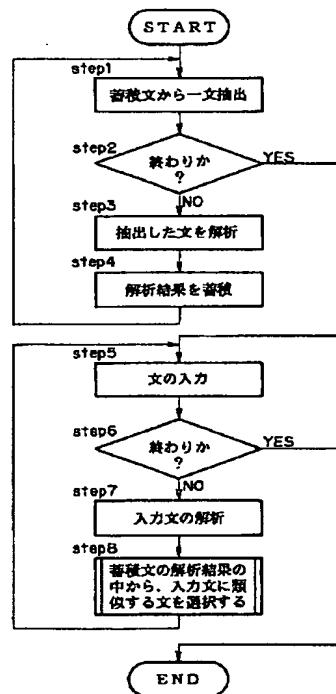 START
step1
蓄積文から一文抽出
step2
終わりか
?
YES
NO
step3
抽出した文を解析
step4
解析結果を蓄積
step5
文の入力
step6
終わりか
?
YES
NO
step7
入力文の解析
step8
蓄積文の解析結果の
中から、入力文に類
似する文を選択する
END